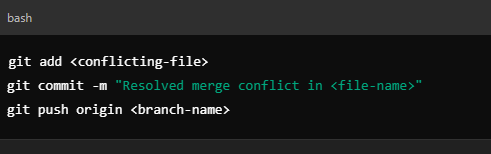 bash
git add <conflicting-file>
git commit -m "Resolved merge conflict in <file-name>"
git push origin <branch-name>